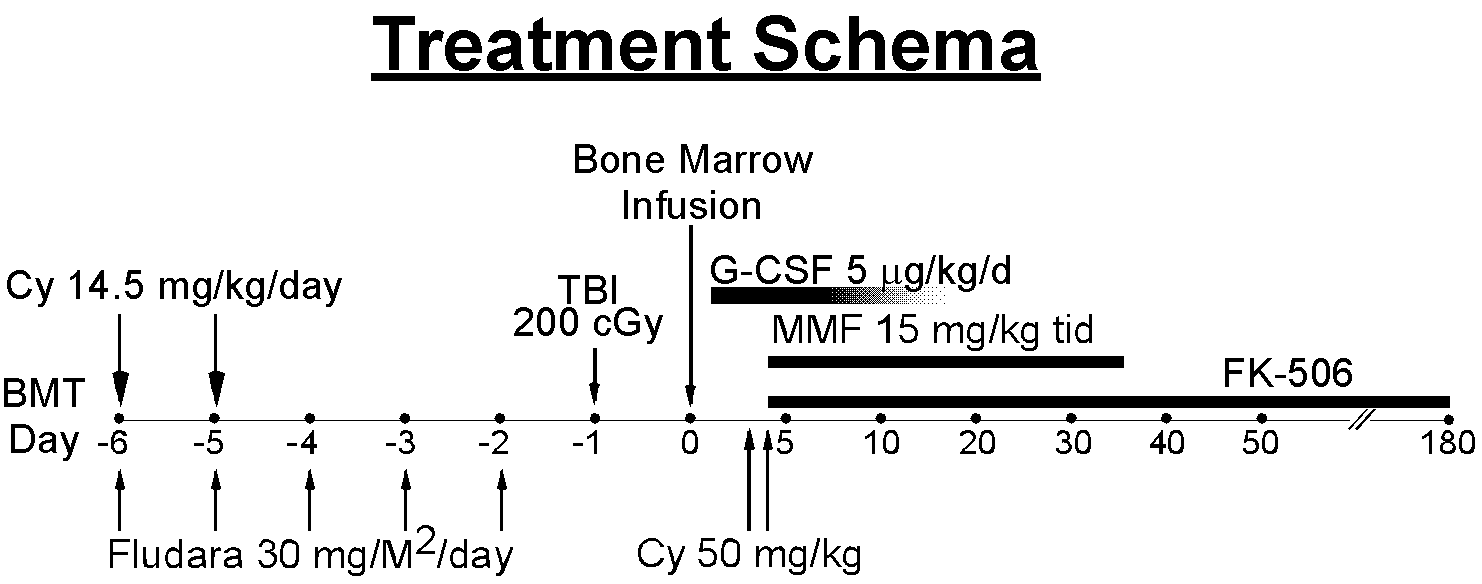 Treatment Schema
Bone Marrow
Infusion
Cy 14.5 mg/kg/day
TBI
200 cGy
G-CSF 5 μg/kg/d
MMF 15 mg/kg tid
FK-506
BMT
Day -6 -5 -4 -3 -2 -1 0 5 10 20 30 40 50 // 180
Fludara 30 mg/M²/day
Cy 50 mg/kg